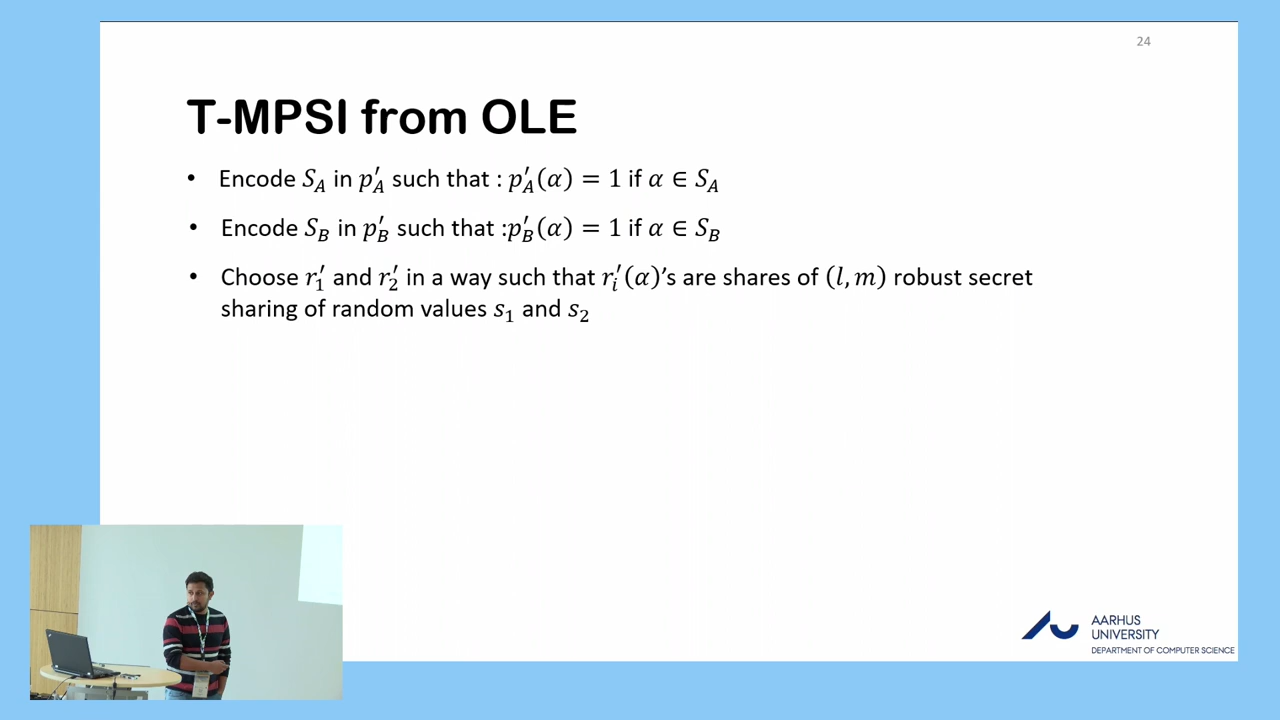 24
T-MPSI from OLE
• Encode S_A in p′_A such that : p′_A(α) = 1 if α ∈ S_A
• Encode S_B in p′_B such that :p′_B(α) = 1 if α ∈ S_B
• Choose r′_1 and r′_2 in a way such that r′_i(α)'s are shares of (l, m) robust secret
sharing of random values s_1 and s_2
AARHUS
UNIVERSITY
DEPARTMENT OF COMPUTER SCIENCE